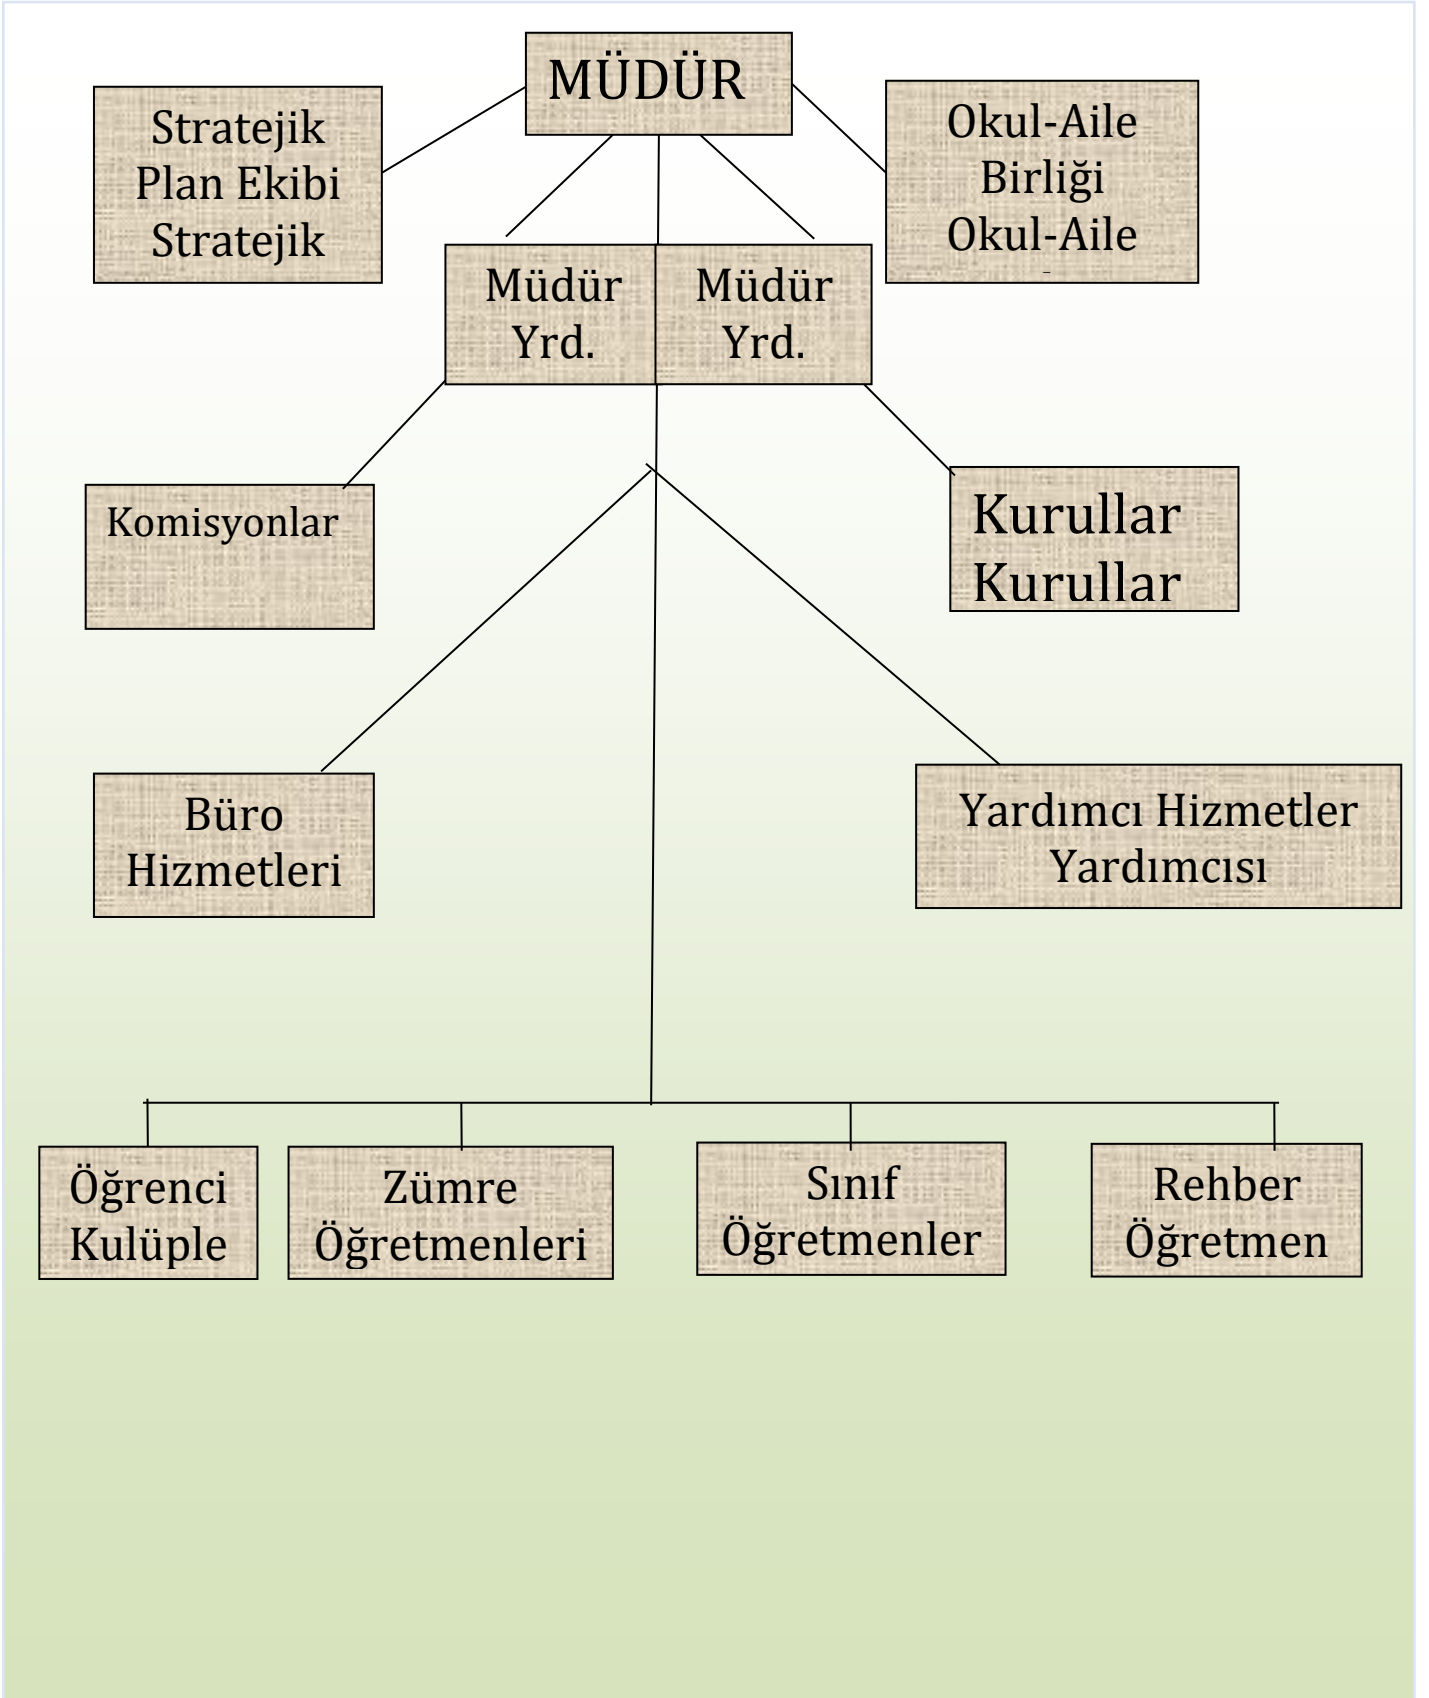 MÜDÜR
Stratejik
Plan Ekibi
Stratejik
Okul-Aile
Birliği
Okul-Aile
Müdür
Yrd.
Müdür
Yrd.
Komisyonlar
Kurullar
Kurullar
Büro
Hizmetleri
Yardımcı Hizmetler
Yardımcısı
Öğrenci
Kulüple
Zümre
Öğretmenleri
Sınıf
Öğretmenler
Rehber
Öğretmen